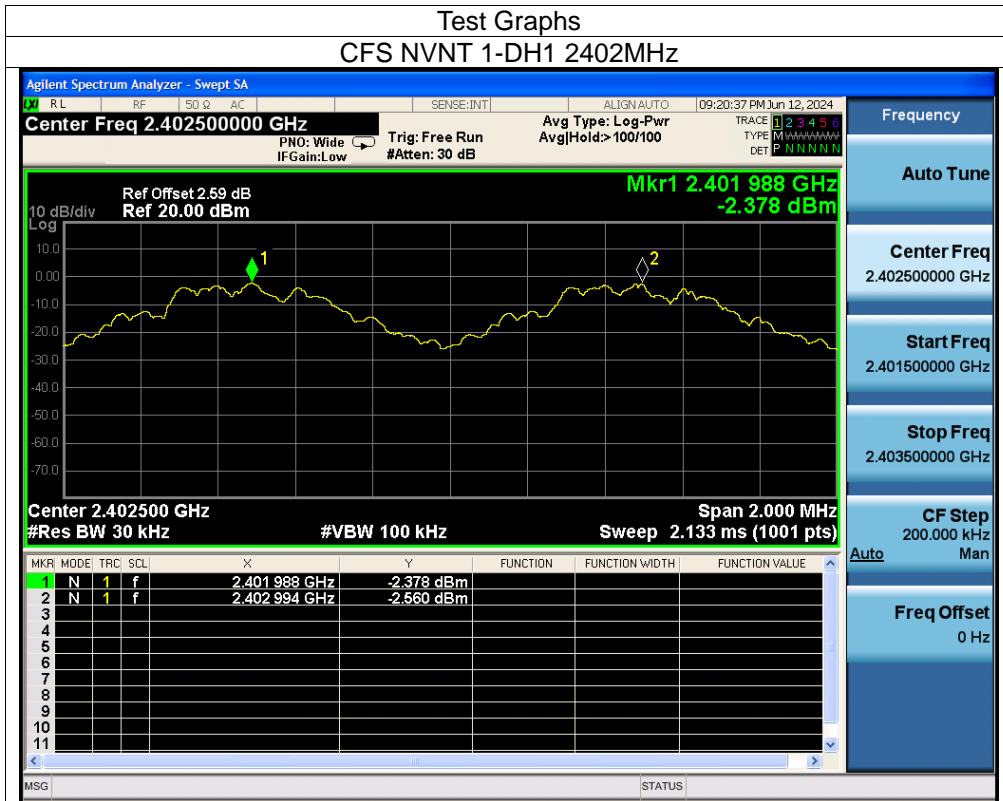 Test Graphs
CFS NVNT 1-DH1 2402MHz
Agilent Spectrum Analyzer - Swept SA
LXI RL RF 50 Ω AC SENSE:INT ALIGN AUTO 09:20:37 PM Jun 12, 2024
Center Freq 2.402500000 GHz
PNO: Wide
IFGain:Low
Trig: Free Run
#Atten: 30 dB
Avg Type: Log-Pwr
Avg|Hold:>100/100
TRACE 1 2 3 4 5 6
TYPE M WWWWW
DET P N N N N N
Mkr1 2.401 988 GHz
-2.378 dBm
Ref Offset 2.59 dB
10 dB/div Ref 20.00 dBm
Log
10.0
0.00
-10.0
-20.0
-30.0
-40.0
-50.0
-60.0
-70.0
1
2
Center 2.402500 GHz Span 2.000 MHz
#Res BW 30 kHz #VBW 100 kHz Sweep 2.133 ms (1001 pts)
MKR MODE TRC SCL X Y FUNCTION FUNCTION WIDTH FUNCTION VALUE
1 N 1 f 2.401 988 GHz -2.378 dBm
2 N 1 f 2.402 994 GHz -2.560 dBm
3
4
5
6
7
8
9
10
11
MSG STATUS
Frequency
Auto Tune
Center Freq
2.402500000 GHz
Start Freq
2.401500000 GHz
Stop Freq
2.403500000 GHz
CF Step
200.000 kHz
Auto Man
Freq Offset
0 Hz